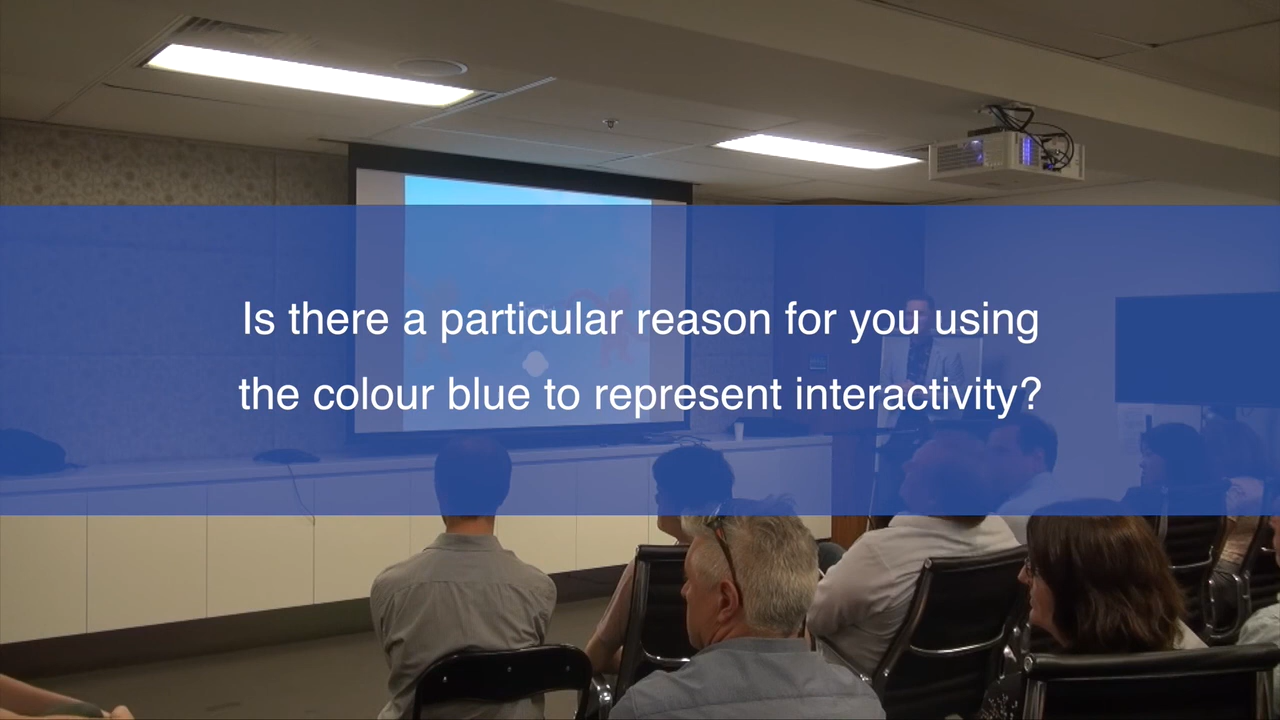 Is there a particular reason for you using
the colour blue to represent interactivity?